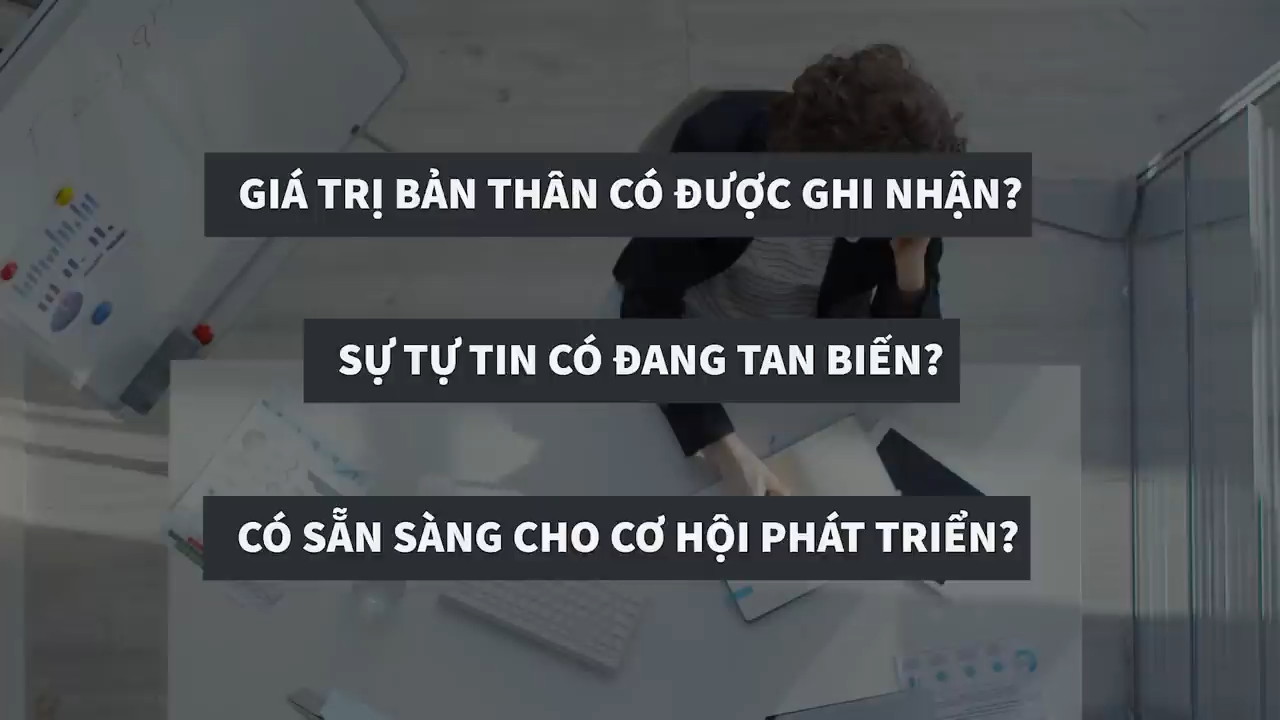 GIÁ TRỊ BẢN THÂN CÓ ĐƯỢC GHI NHẬN?
SỰ TỰ TIN CÓ ĐANG TAN BIẾN?
CÓ SẴN SÀNG CHO CƠ HỘI PHÁT TRIỂN?